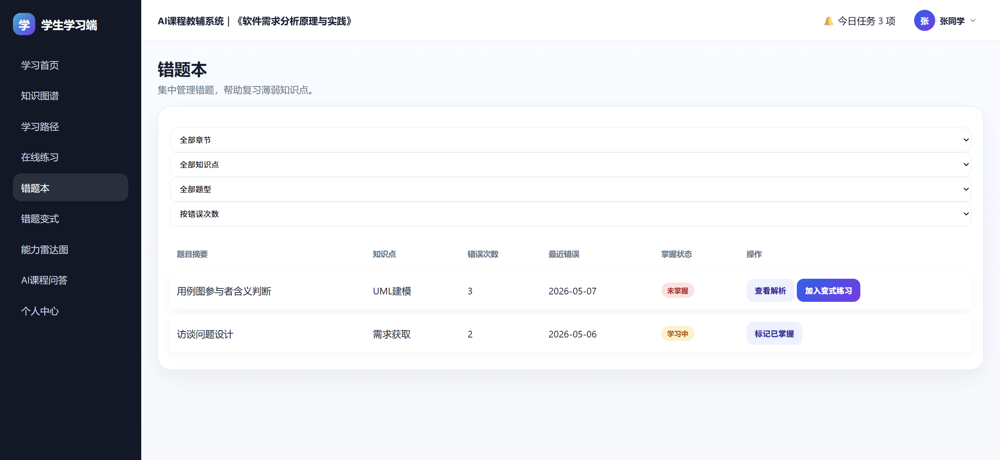 学 学生学习端
学习首页
知识图谱
学习路径
在线练习
错题本
错题变式
能力雷达图
AI课程问答
个人中心
AI课程教辅系统｜《软件需求分析原理与实践》
今日任务 3 项
张 张同学
错题本
集中管理错题，帮助复习薄弱知识点。
全部章节
全部知识点
全部题型
按错误次数
题目摘要 知识点 错误次数 最近错误 掌握状态 操作
用例图参与者含义判断 UML建模 3 2026-05-07 未掌握 查看解析 加入变式练习
访谈问题设计 需求获取 2 2026-05-06 学习中 标记已掌握